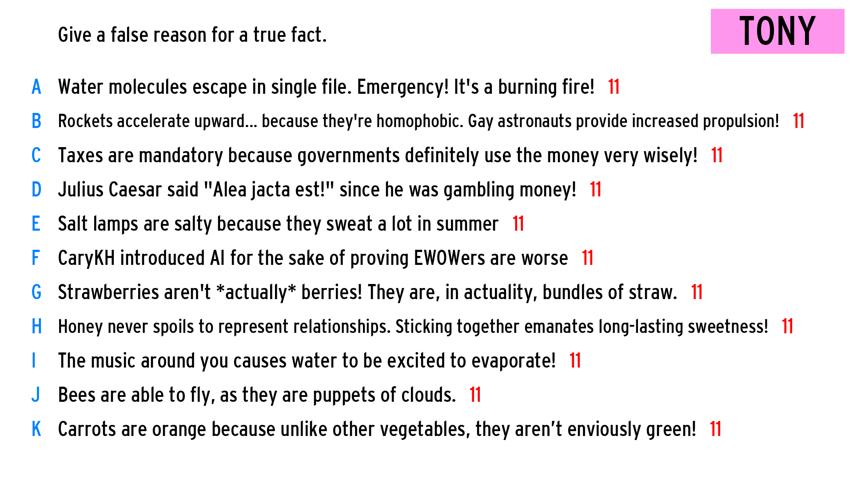 Give a false reason for a true fact.
TONY
A Water molecules escape in single file. Emergency! It's a burning fire! 11
B Rockets accelerate upward... because they're homophobic. Gay astronauts provide increased propulsion! 11
C Taxes are mandatory because governments definitely use the money very wisely! 11
D Julius Caesar said "Alea jacta est!" since he was gambling money! 11
E Salt lamps are salty because they sweat a lot in summer 11
F CaryKH introduced AI for the sake of proving EWOWers are worse 11
G Strawberries aren't *actually* berries! They are, in actuality, bundles of straw. 11
H Honey never spoils to represent relationships. Sticking together emanates long-lasting sweetness! 11
I The music around you causes water to be excited to evaporate! 11
J Bees are able to fly, as they are puppets of clouds. 11
K Carrots are orange because unlike other vegetables, they aren’t enviously green! 11